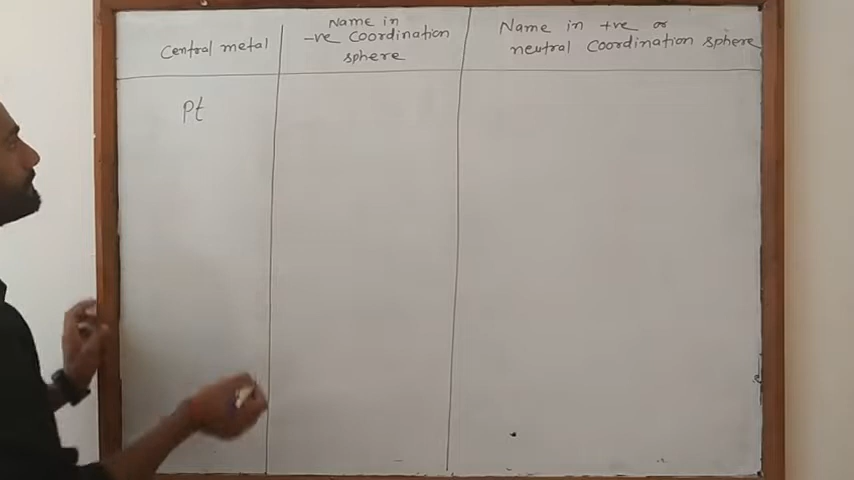 Central metal
Name in
-ve Coordination
sphere
Name in +ve or
neutral Coordination sphere
Pt